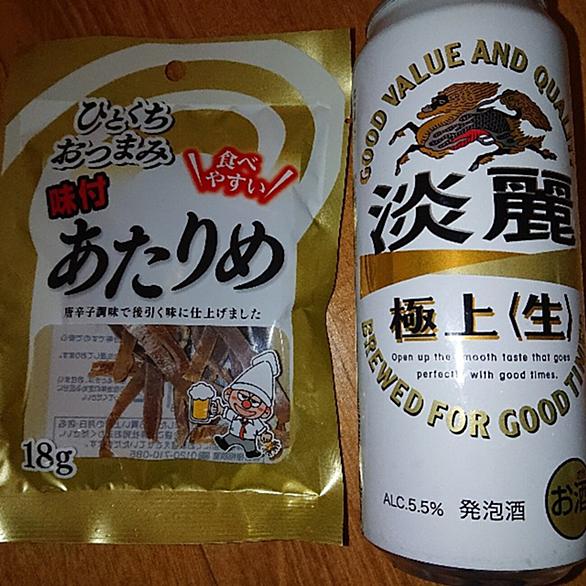 ひとくち
おつまみ
食べ
やすい
味付
あたりめ
唐辛子調味で後引く味に仕上げました
18g
GOOD VALUE AND QUALITY
淡麗
極上〈生〉
Open up the smooth taste that goes
perfectly with good times.
BREWED FOR GOOD TIMES
ALC.5.5% 発泡酒
お酒